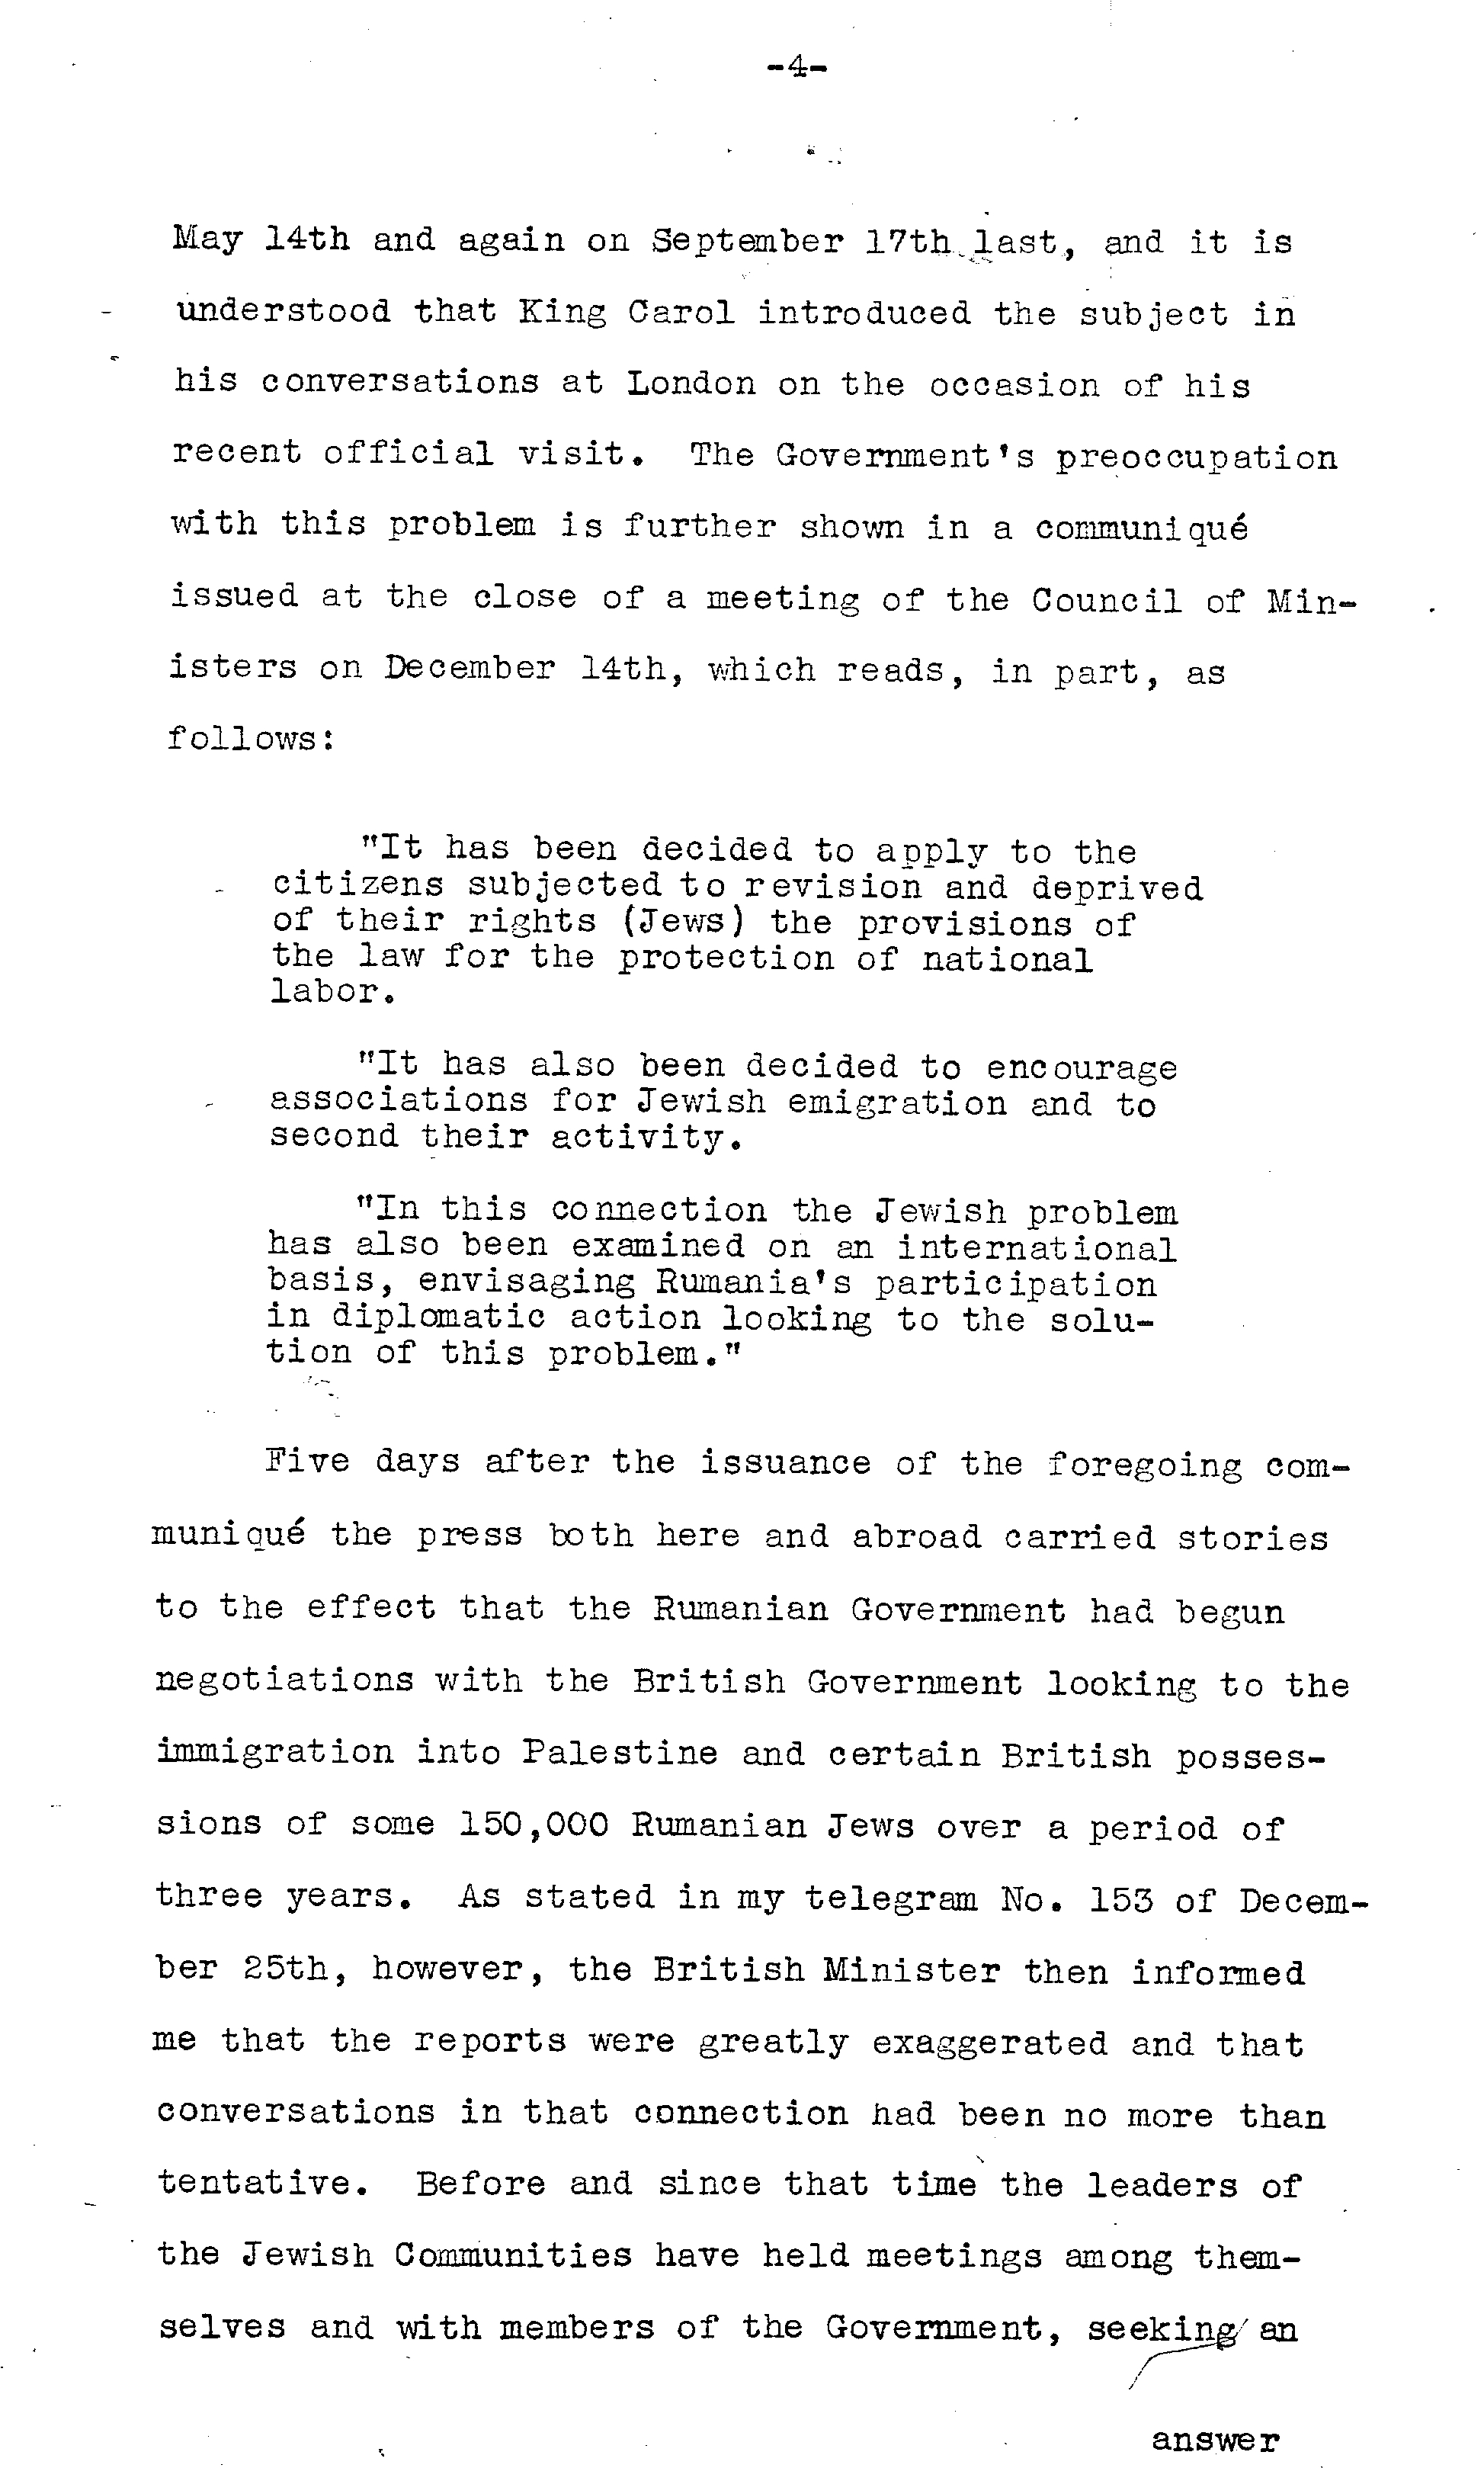 -4-
May 14th and again on September 17th last, and it is
understood that King Carol introduced the subject in
his conversations at London on the occasion of his
recent official visit. The Government's preoccupation
with this problem is further shown in a communiqué
issued at the close of a meeting of the Council of Min-
isters on December 14th, which reads, in part, as
follows:
"It has been decided to apply to the
citizens subjected to revision and deprived
of their rights (Jews) the provisions of
the law for the protection of national
labor.
"It has also been decided to encourage
associations for Jewish emigration and to
second their activity.
"In this connection the Jewish problem
has also been examined on an international
basis, envisaging Rumania's participation
in diplomatic action looking to the solu-
tion of this problem."
Five days after the issuance of the foregoing com-
muniqué the press both here and abroad carried stories
to the effect that the Rumanian Government had begun
negotiations with the British Government looking to the
immigration into Palestine and certain British posses-
sions of some 150,000 Rumanian Jews over a period of
three years. As stated in my telegram No. 153 of Decem-
ber 25th, however, the British Minister then informed
me that the reports were greatly exaggerated and that
conversations in that connection had been no more than
tentative. Before and since that time the leaders of
the Jewish Communities have held meetings among them-
selves and with members of the Government, seeking an
answer